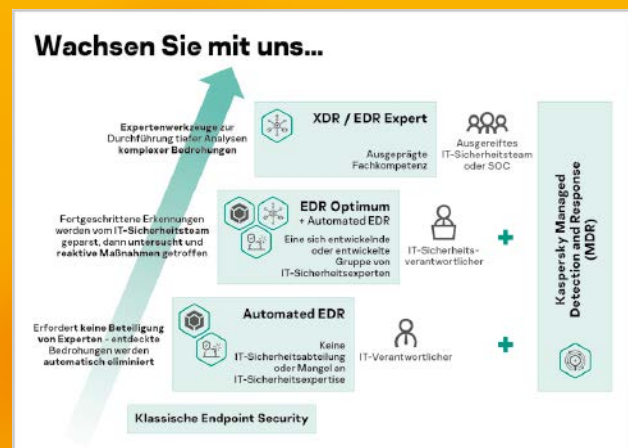 Wachsen Sie mit uns...
Expertenwerkzeuge zur
Durchführung tiefer Analysen
komplexer Bedrohungen
XDR / EDR Expert
Ausgeprägte
Fachkompetenz
Ausgereiftes
IT-Sicherheitsteam
oder SOC
Fortgeschrittene Erkennungen
werden vom IT-Sicherheitsteam
geparst, dann untersucht und
reaktive Maßnahmen getroffen
EDR Optimum
+ Automated EDR
Eine sich entwickelnde
oder entwickelte
Gruppe von
IT-Sicherheitsexperten
IT-Sicherheits-
verantwortlicher
Erfordert keine Beteiligung
von Experten - entdeckte
Bedrohungen werden
automatisch eliminiert
Automated EDR
Keine
IT-Sicherheitsabteilung
oder Mangel an
IT-Sicherheitsexpertise
IT-Verantwortlicher
Klassische Endpoint Security
Kaspersky Managed
Detection and Response
(MDR)